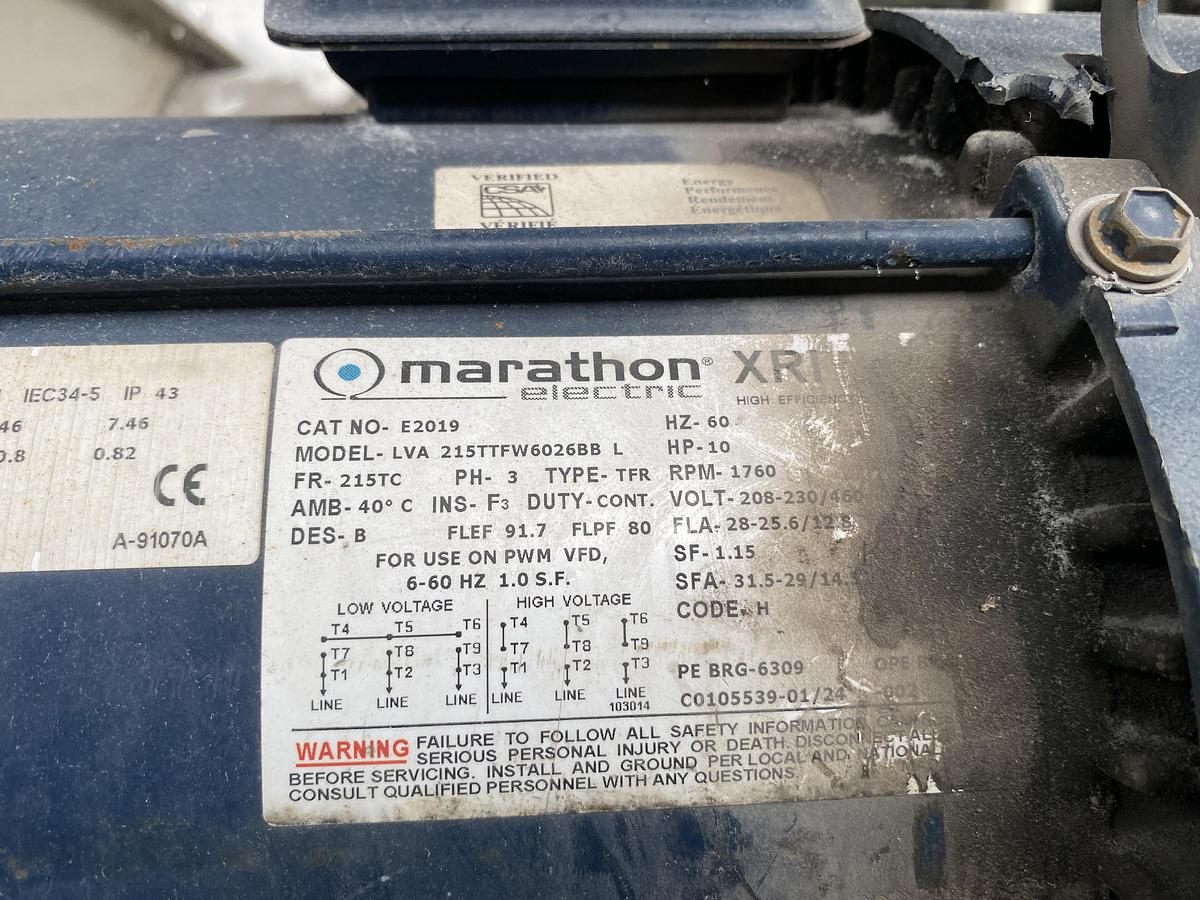 VERIFIED
CSA
VÉRIFIÉ
Energy
Performance
Rendement
Energétique
IEC34-5 IP 43
46 7.46
0.8 0.82
CE
A-91070A
marathon® XRI
electric
HIGH EFFICIENC
CAT NO- E2019 HZ- 60
MODEL- LVA 215TTFW6026BB L HP- 10
FR- 215TC PH- 3 TYPE- TFR RPM- 1760
AMB- 40° C INS- F3 DUTY- CONT. VOLT- 208-230/460
DES- B FLEF 91.7 FLPF 80 FLA- 28-25.6/12.8
FOR USE ON PWM VFD, SF- 1.15
6-60 HZ 1.0 S.F. SFA- 31.5-29/14.
CODE- H
LOW VOLTAGE HIGH VOLTAGE
T4 T5 T6 T4 T5 T6
T7 T8 T9 T7 T8 T9
T1 T2 T3 T1 T2 T3
LINE LINE LINE LINE LINE LINE
103014
PE BRG-6309 OPE
C0105539-01/24 -002
WARNING FAILURE TO FOLLOW ALL SAFETY INFORMATION
SERIOUS PERSONAL INJURY OR DEATH. DISCONNECT ALL
BEFORE SERVICING. INSTALL AND GROUND PER LOCAL AND NATIONAL
CONSULT QUALIFIED PERSONNEL WITH ANY QUESTIONS.